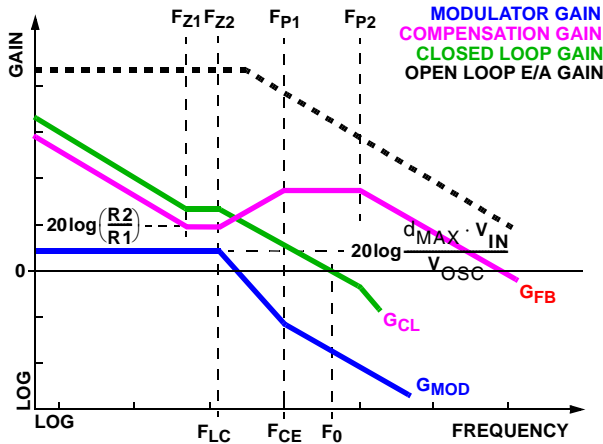 F_Z1 F_Z2 F_P1 F_P2
MODULATOR GAIN
COMPENSATION GAIN
CLOSED LOOP GAIN
OPEN LOOP E/A GAIN
GAIN
20log(R2/R1)
20log d_MAX · V_IN / V_OSC
0
G_FB
G_CL
G_MOD
LOG
LOG
F_LC F_CE F_0
FREQUENCY